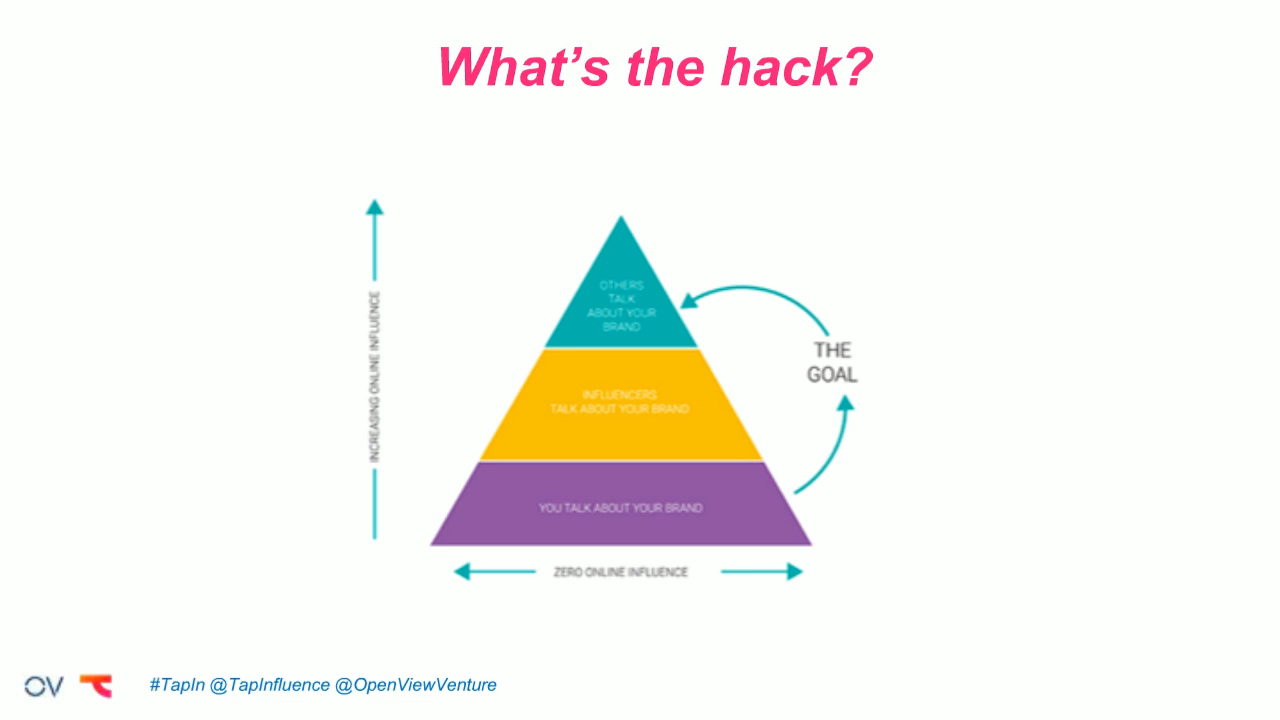 What's the hack?
OTHERS
TALK
ABOUT YOUR
BRAND
INCREASING ONLINE INFLUENCE
THE
GOAL
INFLUENCERS
TALK ABOUT YOUR BRAND
YOU TALK ABOUT YOUR BRAND
ZERO ONLINE INFLUENCE
OV
#TapIn @TapInfluence @OpenViewVenture